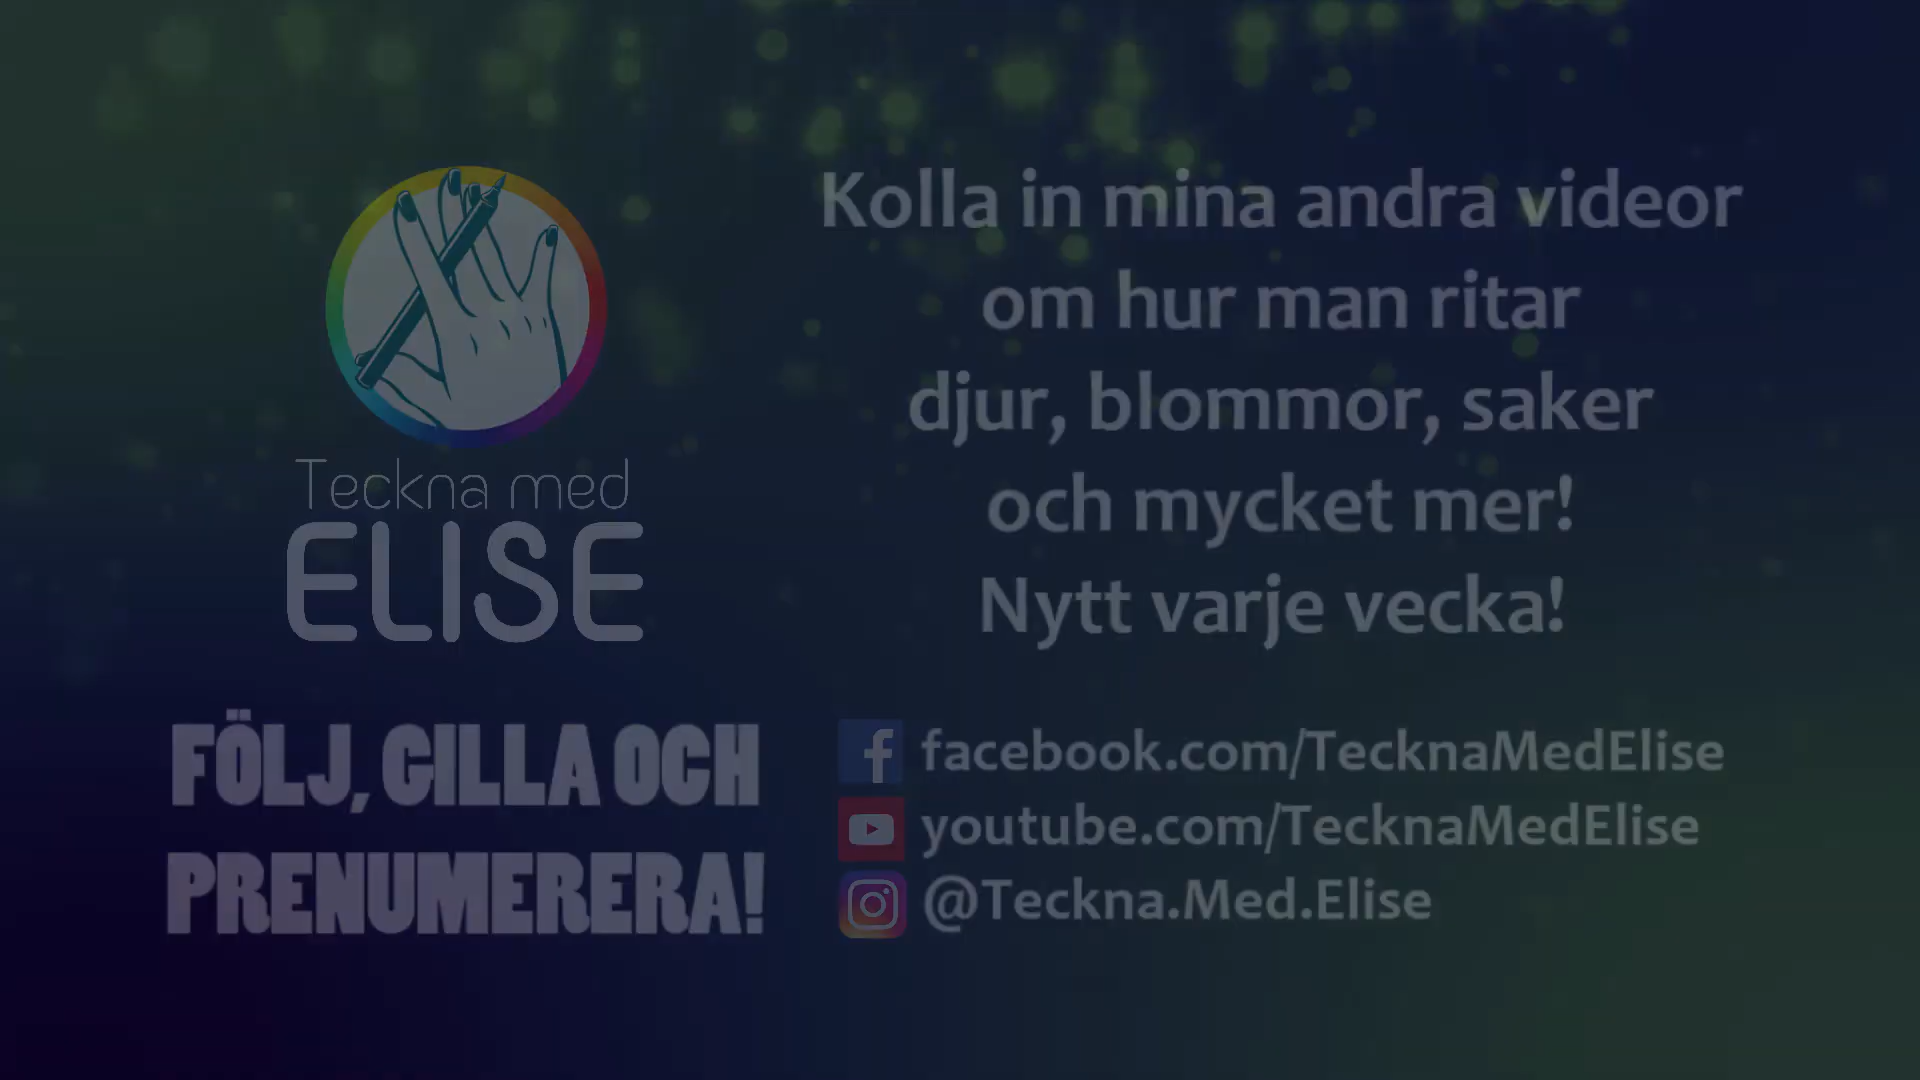 Teckna med
ELISE
FÖLJ, GILLA OCH
PRENUMERERA!
Kolla in mina andra videor
om hur man ritar
djur, blommor, saker
och mycket mer!
Nytt varje vecka!
facebook.com/TecknaMedElise
youtube.com/TecknaMedElise
@Teckna.Med.Elise